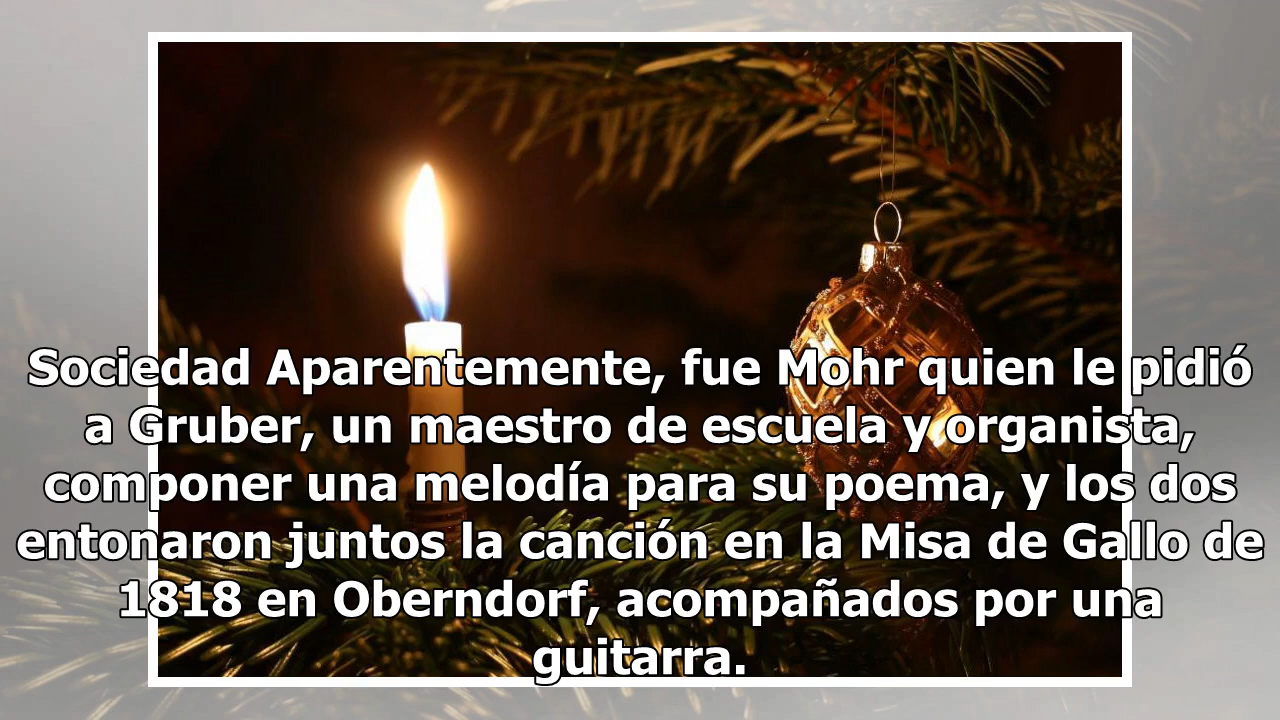 Sociedad Aparentemente, fue Mohr quien le pidió
a Gruber, un maestro de escuela y organista,
componer una melodía para su poema, y los dos
entonaron juntos la canción en la Misa de Gallo de
1818 en Oberndorf, acompañados por una
guitarra.